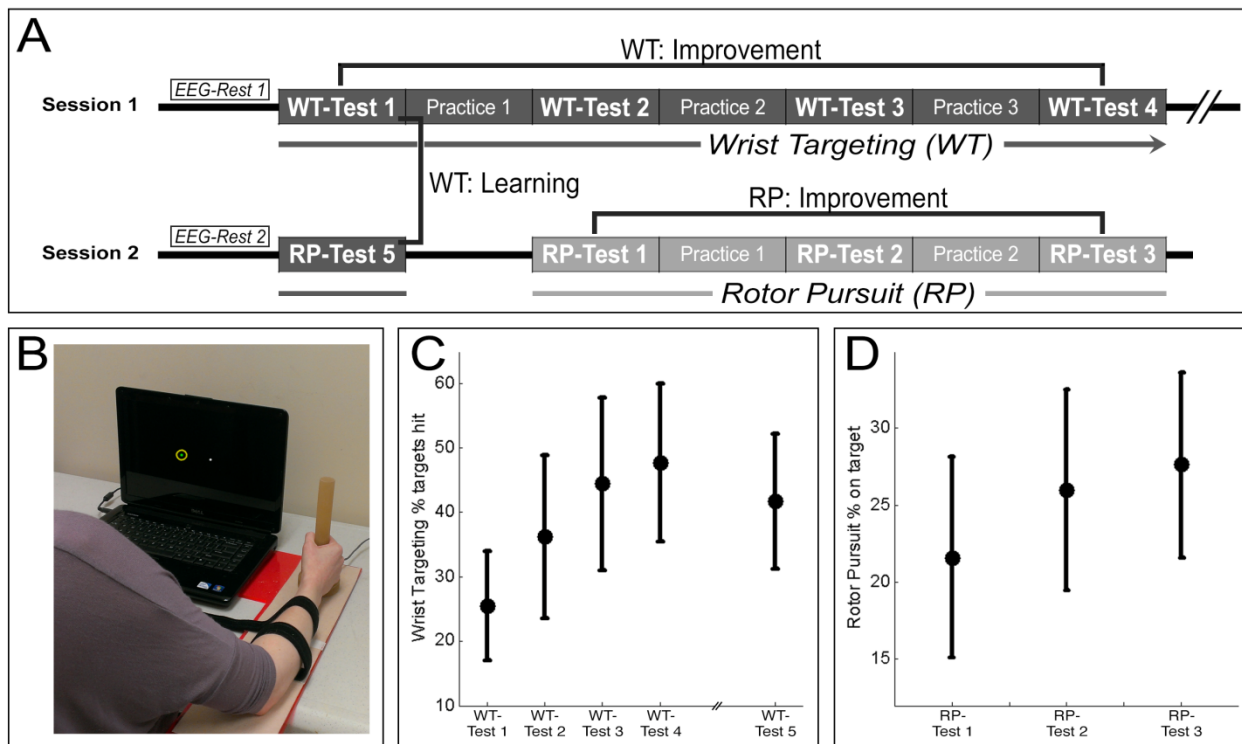 A
WT: Improvement
EEG-Rest 1
Session 1
WT-Test 1 Practice 1 WT-Test 2 Practice 2 WT-Test 3 Practice 3 WT-Test 4
Wrist Targeting (WT)
WT: Learning
RP: Improvement
EEG-Rest 2
Session 2
RP-Test 5 RP-Test 1 Practice 1 RP-Test 2 Practice 2 RP-Test 3
Rotor Pursuit (RP)
B
C
Wrist Targeting % targets hit
60
50
40
30
20
10
WT-Test 1
WT-Test 2
WT-Test 3
WT-Test 4
WT-Test 5
D
Rotor Pursuit % on target
30
25
20
15
RP-Test 1
RP-Test 2
RP-Test 3